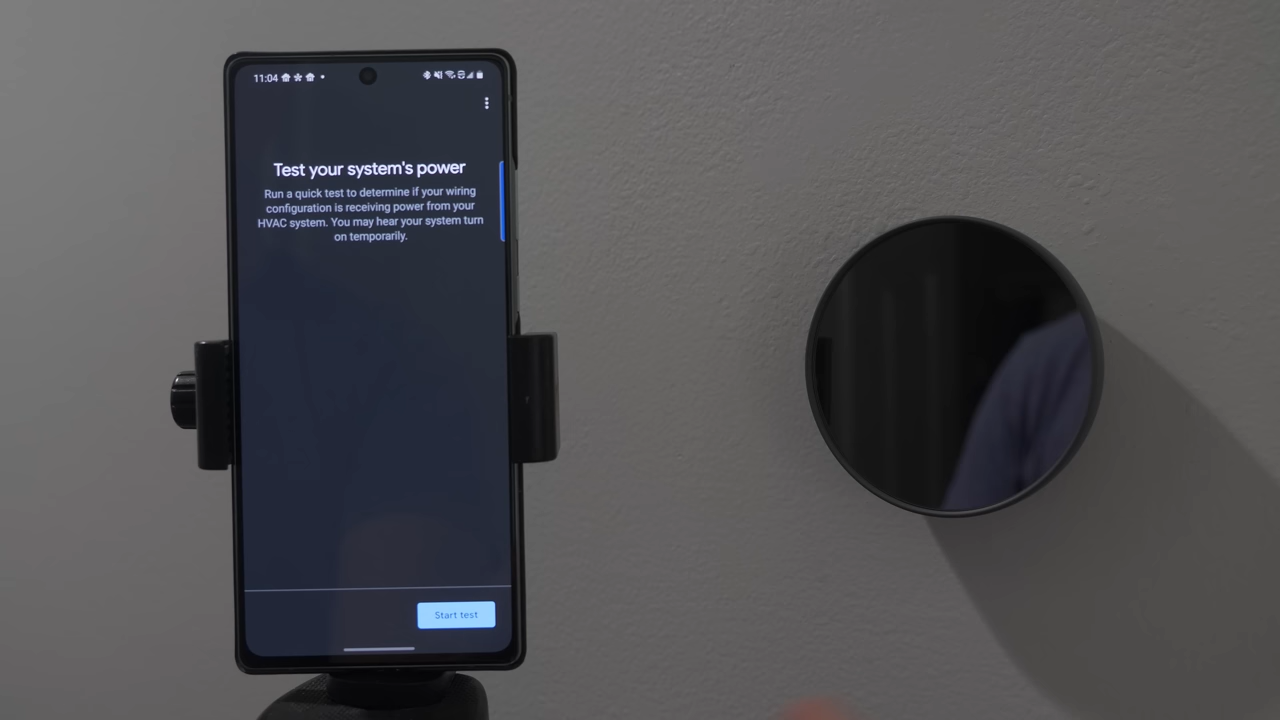 11:04
Test your system's power
Run a quick test to determine if your wiring
configuration is receiving power from your
HVAC system. You may hear your system turn
on temporarily.
Start test